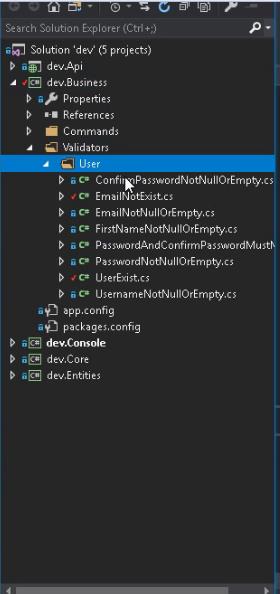 Search Solution Explorer (Ctrl+;)
Solution 'dev' (5 projects)
dev.Api
dev.Business
Properties
References
Commands
Validators
User
ConfirmPasswordNotNullOrEmpty.cs
EmailNotExist.cs
EmailNotNullOrEmpty.cs
FirstNameNotNullOrEmpty.cs
PasswordAndConfirmPasswordMust
PasswordNotNullOrEmpty.cs
UserExist.cs
UsernameNotNullOrEmpty.cs
app.config
packages.config
dev.Console
dev.Core
dev.Entities